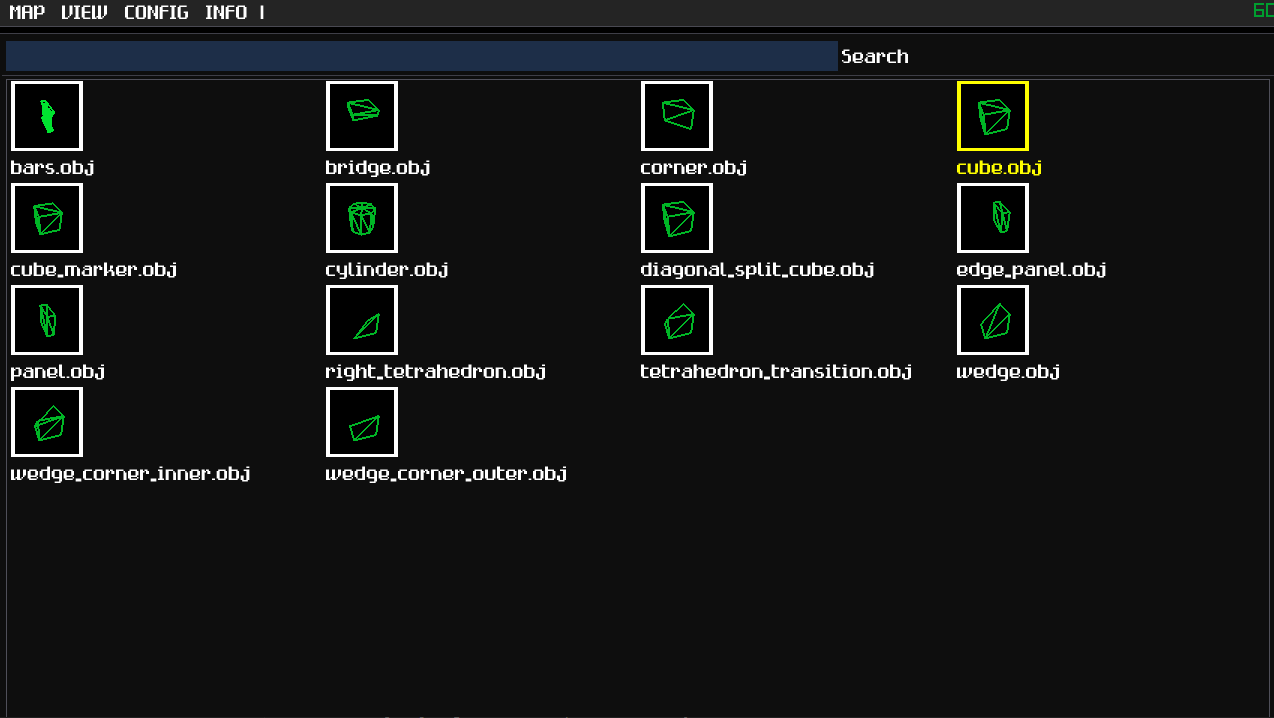 MAP VIEW CONFIG INFO |
Search
bars.obj bridge.obj corner.obj cube.obj
cube_marker.obj cylinder.obj diagonal_split_cube.obj edge_panel.obj
panel.obj right_tetrahedron.obj tetrahedron_transition.obj wedge.obj
wedge_corner_inner.obj wedge_corner_outer.obj